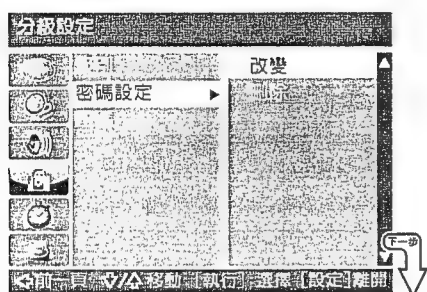 分級設定
改變
密碼設定 ▶
前一頁 移動 [執行] 選擇 [設定] 離開
下一步